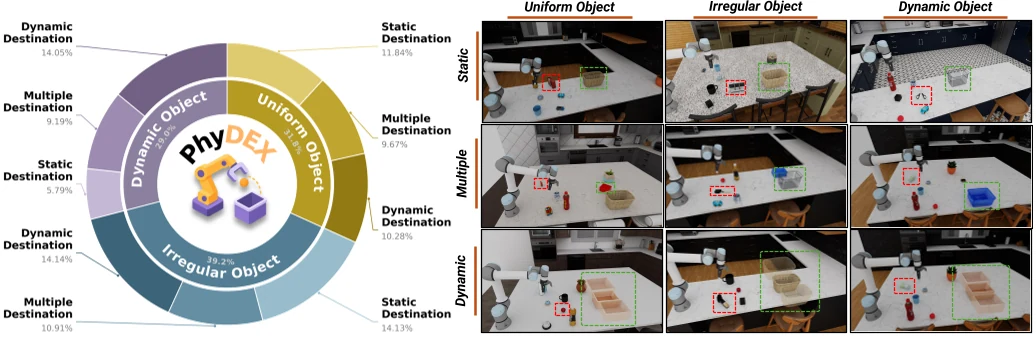 Dynamic
Destination
14.05%
Multiple
Destination
9.19%
Static
Destination
5.79%
Dynamic
Destination
14.14%
Multiple
Destination
10.91%
Static
Destination
11.84%
Multiple
Destination
9.67%
Dynamic
Destination
10.28%
Static
Destination
14.13%
Dynamic Object
29.0%
Uniform Object
31.8%
Irregular Object
39.2%
PhyDEX
Uniform Object
Irregular Object
Dynamic Object
Static
Multiple
Dynamic